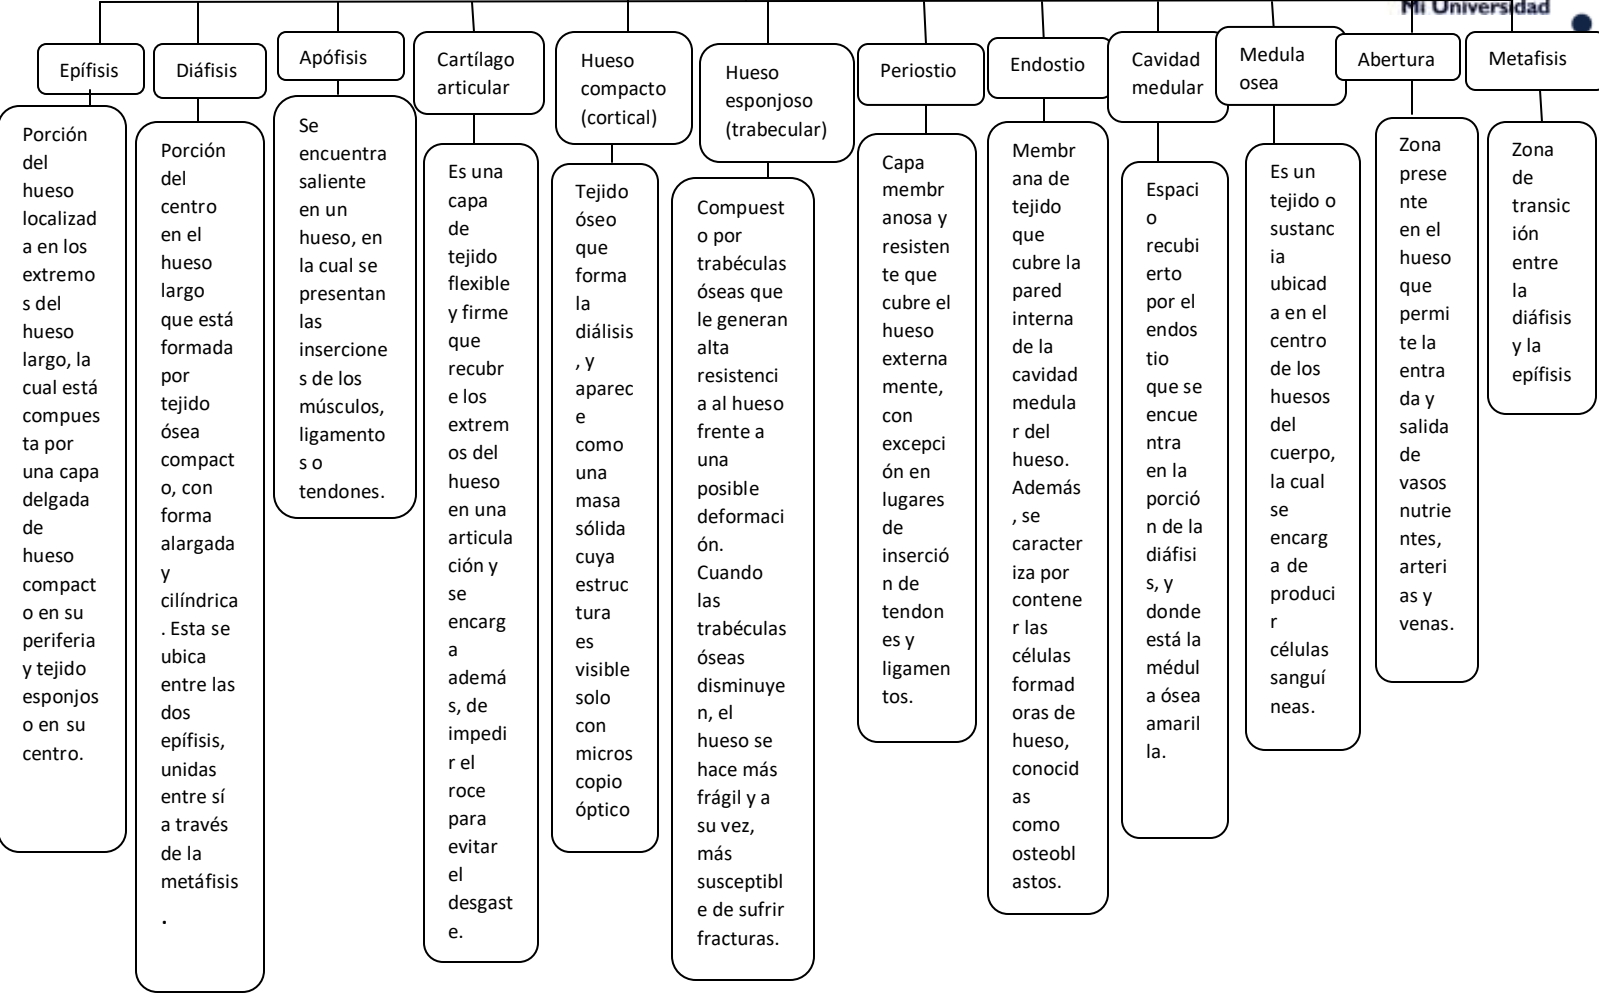 Mi Universidad
Epífisis
Porción
del
hueso
localizad
a en los
extremo
s del
hueso
largo, la
cual está
compues
ta por
una capa
delgada
de
hueso
compact
o en su
periferia
y tejido
esponjos
o en su
centro.
Diáfisis
Porción
del
centro
en el
hueso
largo
que está
formada
por
tejido
ósea
compact
o, con
forma
alargada
y
cilíndrica
. Esta se
ubica
entre las
dos
epífisis,
unidas
entre sí
a través
de la
metáfisis
.
Apófisis
Se
encuentra
saliente
en un
hueso, en
la cual se
presentan
las
insercione
s de los
músculos,
ligamento
s o
tendones.
Cartílago
articular
Es una
capa
de
tejido
flexible
y firme
que
recubr
e los
extrem
os del
hueso
en una
articula
ción y
se
encarg
a
ademá
s, de
impedi
r el
roce
para
evitar
el
desgast
e.
Hueso
compacto
(cortical)
Tejido
óseo
que
forma
la
diálisis
, y
aparec
e
como
una
masa
sólida
cuya
estruc
tura
es
visible
solo
con
micros
copio
óptico
Hueso
esponjoso
(trabecular)
Compuest
o por
trabéculas
óseas que
le generan
alta
resistenci
a al hueso
frente a
una
posible
deformaci
ón.
Cuando
las
trabéculas
óseas
disminuye
n, el
hueso se
hace más
frágil y a
su vez,
más
susceptibl
e de sufrir
fracturas.
Periostio
Capa
membr
anosa y
resisten
te que
cubre el
hueso
externa
mente,
con
excepci
ón en
lugares
de
inserció
n de
tendon
es y
ligamen
tos.
Endostio
Membr
ana de
tejido
que
cubre la
pared
interna
de la
cavidad
medula
r del
hueso.
Además
, se
caracter
iza por
contene
r las
células
formad
oras de
hueso,
conocid
as
como
osteobl
astos.
Cavidad
medular
Espaci
o
recubi
erto
por el
endos
tio
que se
encue
ntra
en la
porció
n de la
diáfisi
s, y
donde
está la
médul
a ósea
amaril
la.
Medula
osea
Es un
tejido o
sustanc
ia
ubicad
a en el
centro
de los
huesos
del
cuerpo,
la cual
se
encarg
a de
produci
r
células
sanguí
neas.
Abertura
Zona
prese
nte
en el
hueso
que
permi
te la
entra
da y
salida
de
vasos
nutrie
ntes,
arteri
as y
venas.
Metafisis
Zona
de
transic
ión
entre
la
diáfisis
y la
epífisis